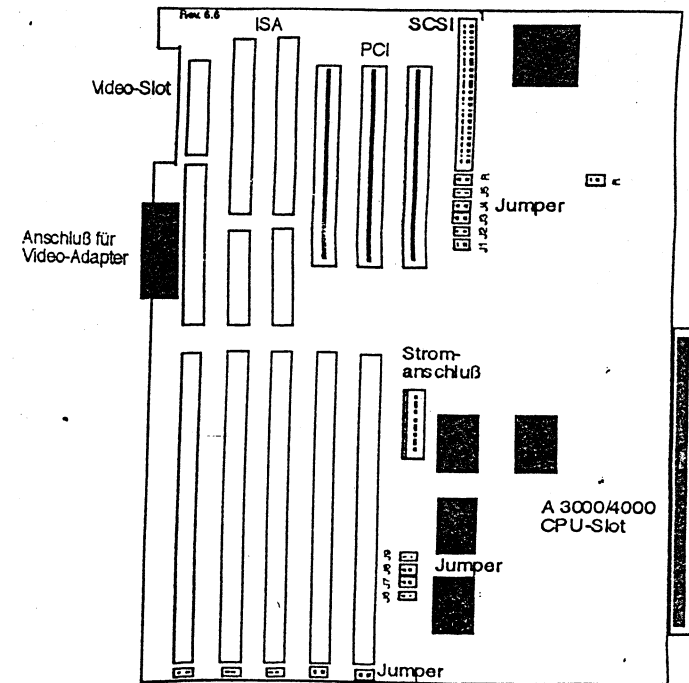 Rev. 6.6
ISA
SCSI
PCI
Video-Slot
R
J5
J4
J3
J2
J1
Jumper
Anschluß für
Video-Adapter
Strom-
anschluß
A 3000/4000
CPU-Slot
J9
J8
J7
J6
Jumper
Jumper